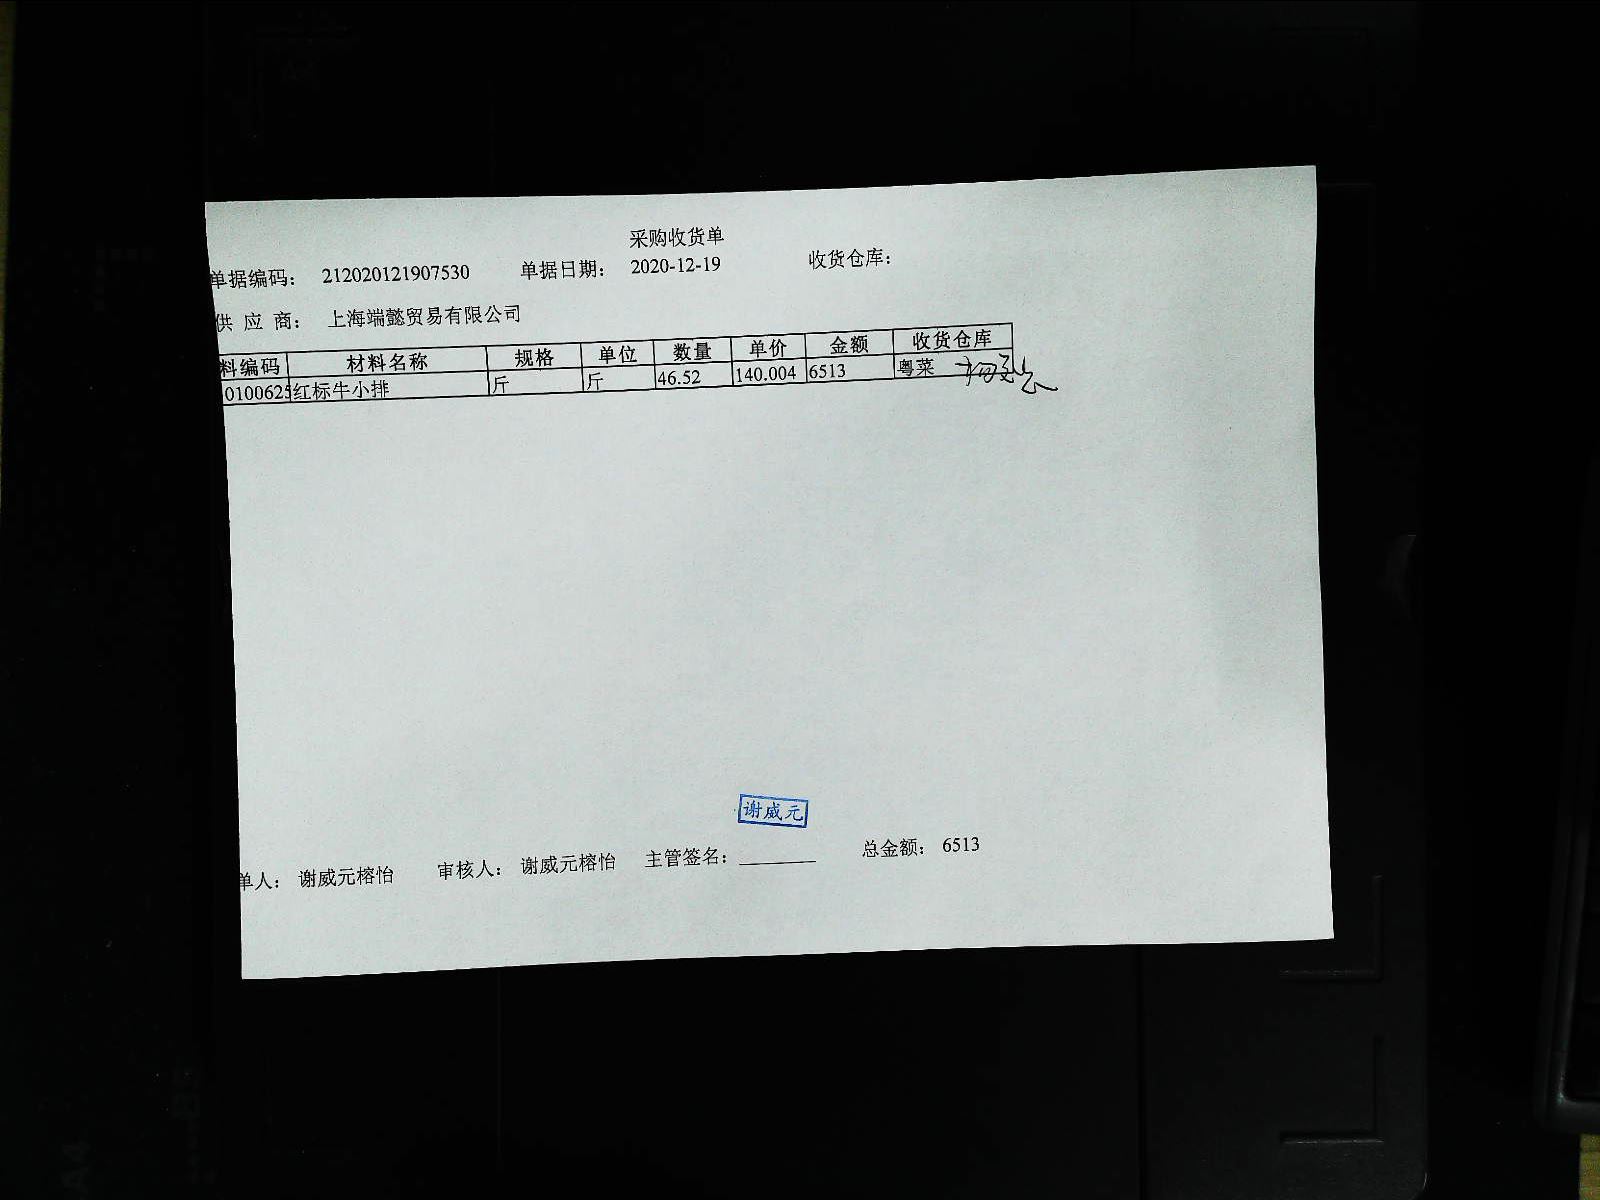 采购收货单
单据编码： 212020121907530 单据日期： 2020-12-19 收货仓库：
供 应 商： 上海端懿贸易有限公司
料编码 材料名称 规格 单位 数量 单价 金额 收货仓库
0100625 红标牛小排 斤 斤 46.52 140.004 6513 粤菜
谢威元
单人： 谢威元榕怡 审核人： 谢威元榕怡 主管签名： 总金额： 6513